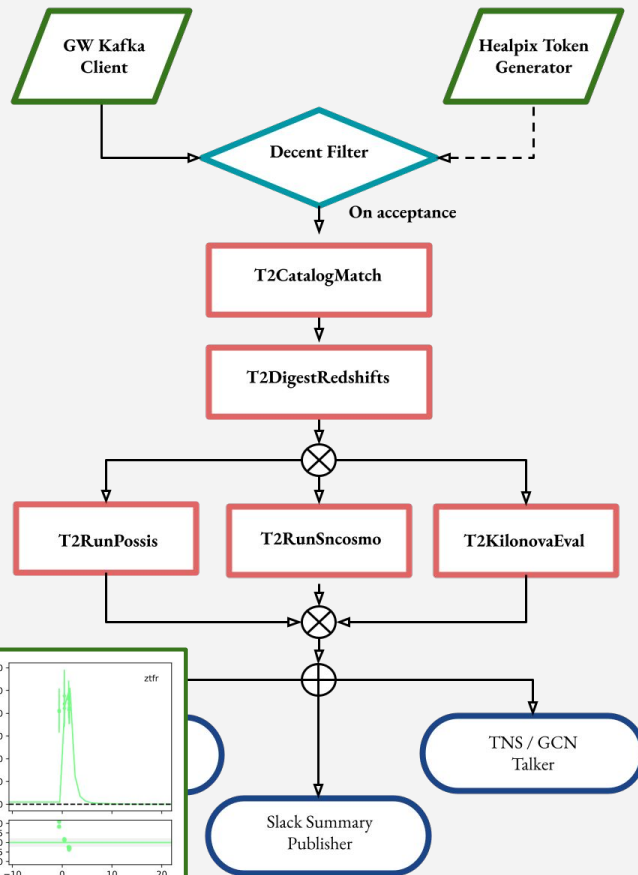 GW Kafka
Client
Healpix Token
Generator
Decent Filter
On acceptance
T2CatalogMatch
T2DigestRedshifts
T2RunPossis
T2RunSncosmo
T2KilonovaEval
ztfr
TNS / GCN
Talker
Slack Summary
Publisher
−10 0 10 20